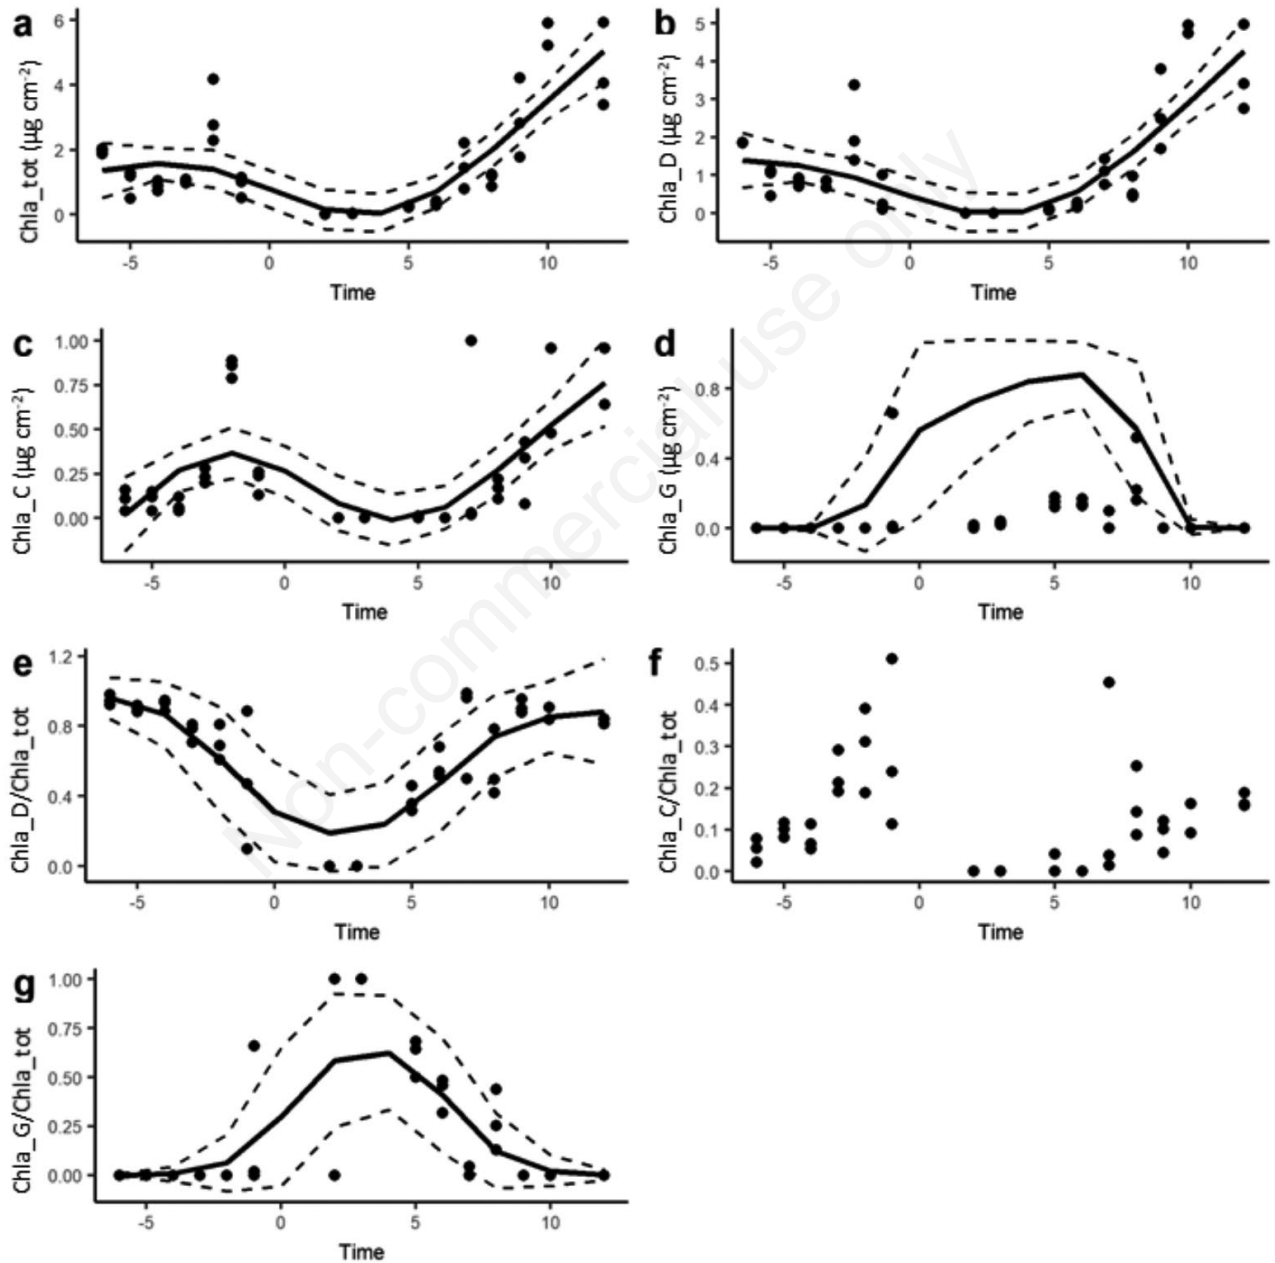 a
Chla_tot (µg cm⁻²)
6
4
2
0
-5 0 5 10
Time
b
Chla_D (µg cm⁻²)
5
4
3
2
1
0
-5 0 5 10
Time
c
Chla_C (µg cm⁻²)
1.00
0.75
0.50
0.25
0.00
-5 0 5 10
Time
d
Chla_G (µg cm⁻²)
0.8
0.4
0.0
-5 0 5 10
Time
e
Chla_D/Chla_tot
1.2
0.8
0.4
0.0
-5 0 5 10
Time
f
Chla_C/Chla_tot
0.5
0.4
0.3
0.2
0.1
0.0
-5 0 5 10
Time
g
Chla_G/Chla_tot
1.00
0.75
0.50
0.25
0.00
-5 0 5 10
Time
Non-commercial use only